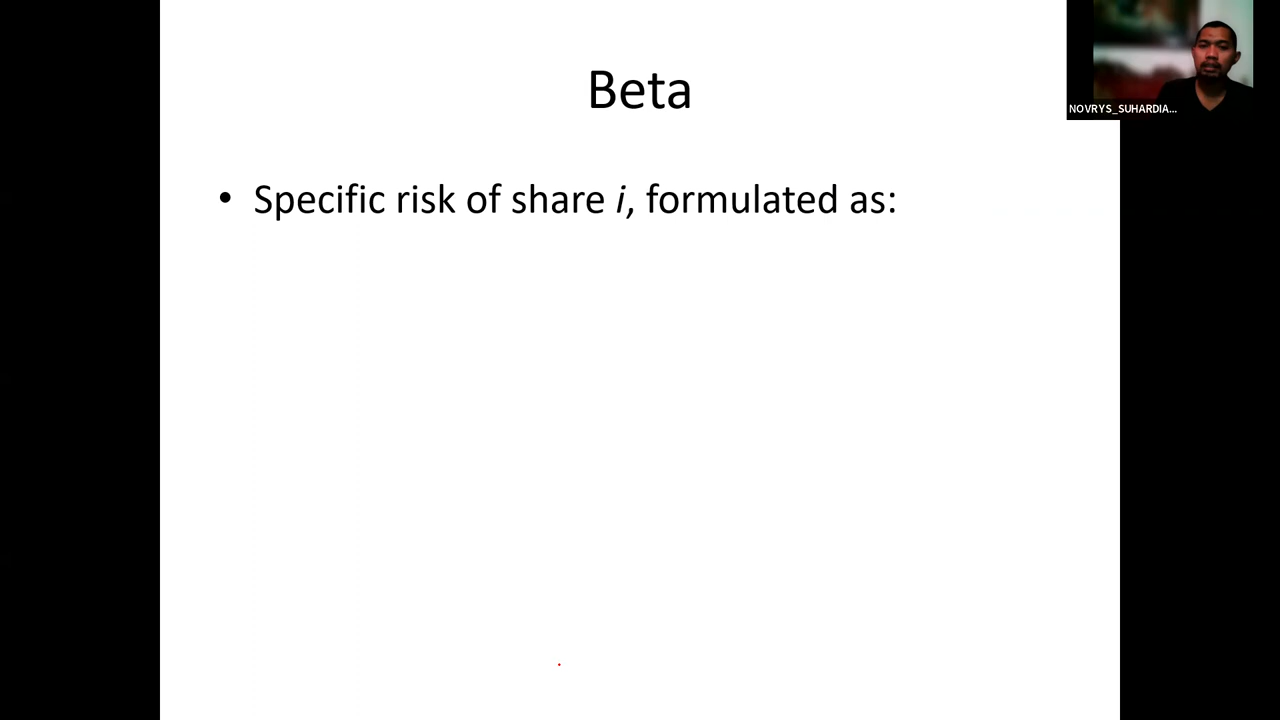 Beta
• Specific risk of share i, formulated as:
NOVRYS_SUHARDIA...